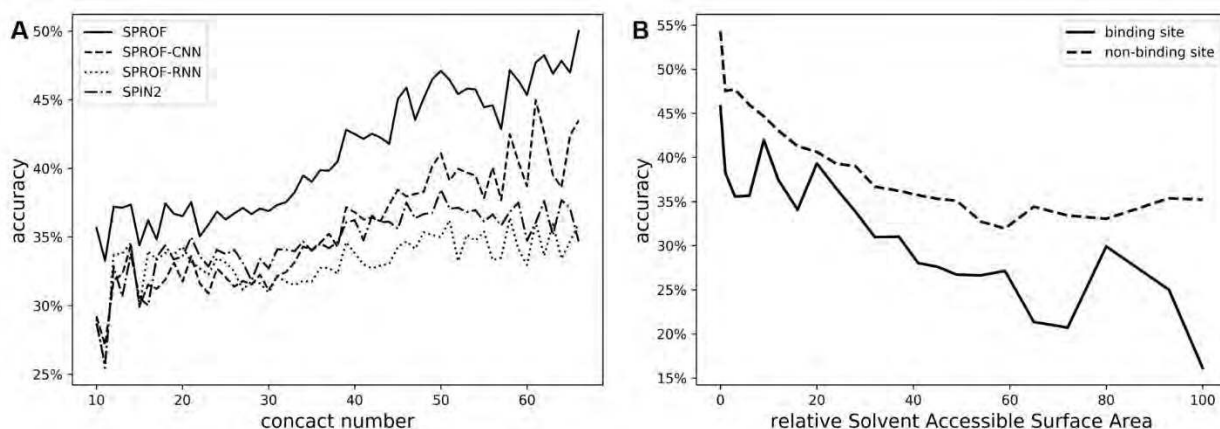 A
SPROF
SPROF-CNN
SPROF-RNN
SPIN2
50%
45%
40%
35%
30%
25%
accuracy
10 20 30 40 50 60
concact number
B
binding site
non-binding site
55%
50%
45%
40%
35%
30%
25%
20%
15%
accuracy
0 20 40 60 80 100
relative Solvent Accessible Surface Area